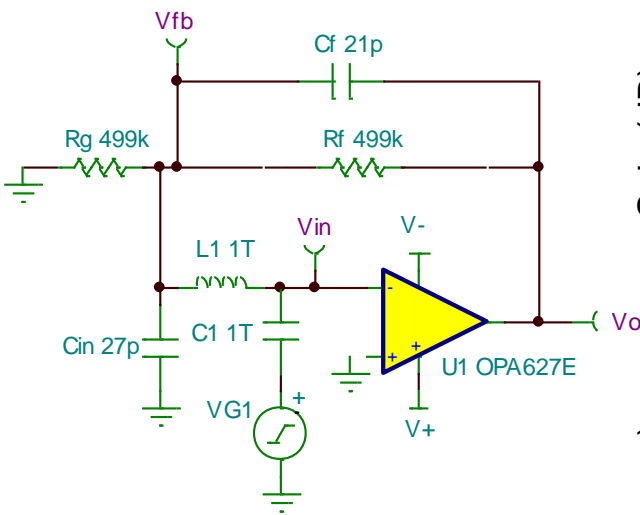 Vfb
Cf 21p
Rg 499k
Rf 499k
Vin
V-
L1 1T
-
Cin 27p
C1 1T
+
+
Vo
U1 OPA627E
VG1
+
V+